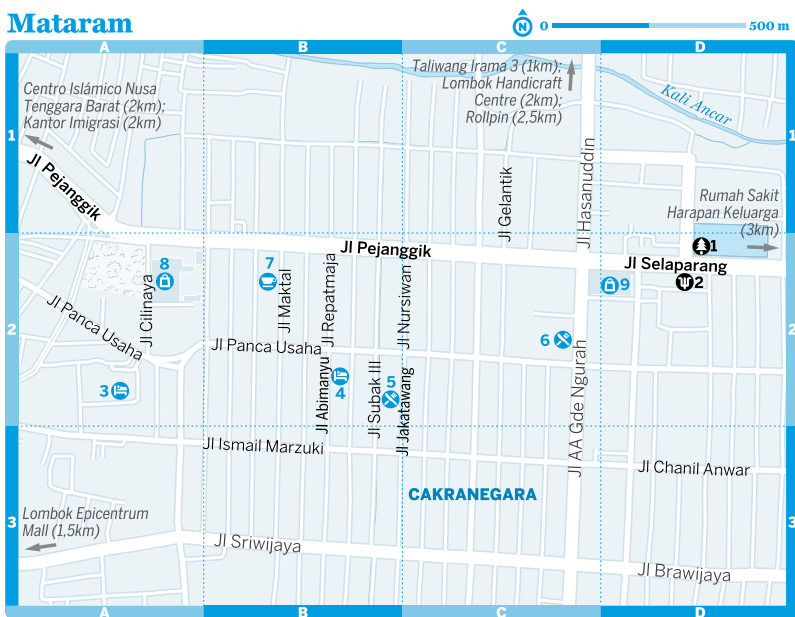 Mataram
N
0
500 m
A
B
C
D
1
1
2
2
3
3
Centro Islámico Nusa
Tenggara Barat (2km);
Kantor Imigrasi (2km)
Taliwang Irama 3 (1km);
Lombok Handicraft
Centre (2km);
Rollpin (2,5km)
Kali Ancar
Jl Pejanggik
Jl Gelantik
Jl Hasanuddin
Rumah Sakit
Harapan Keluarga
(3km)
Jl Pejanggik
1
Jl Selaparang
2
8
7
9
Jl Cilinaya
Jl Maktal
Jl Repatmaja
Jl Nursiwan
Jl Panca Usaha
Jl Panca Usaha
6
3
4
5
Jl Abimanyu
Jl Subak III
Jl Jakatawang
Jl AA Gde Ngurah
Jl Ismail Marzuki
Jl Chanil Anwar
CAKRANEGARA
Lombok Epicentrum
Mall (1,5km)
Jl Sriwijaya
Jl Brawijaya
A
B
C
D